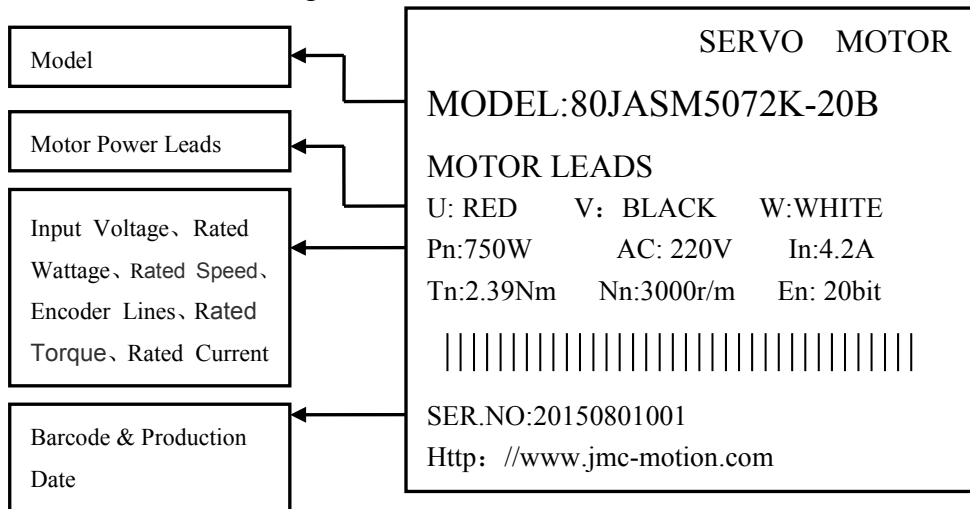 Model
Motor Power Leads
Input Voltage、Rated
Wattage、Rated Speed、
Encoder Lines、Rated
Torque、Rated Current
Barcode & Production
Date
SERVO MOTOR
MODEL:80JASM5072K-20B
MOTOR LEADS
U: RED V： BLACK W:WHITE
Pn:750W AC: 220V In:4.2A
Tn:2.39Nm Nn:3000r/m En: 20bit
SER.NO:20150801001
Http：//www.jmc-motion.com